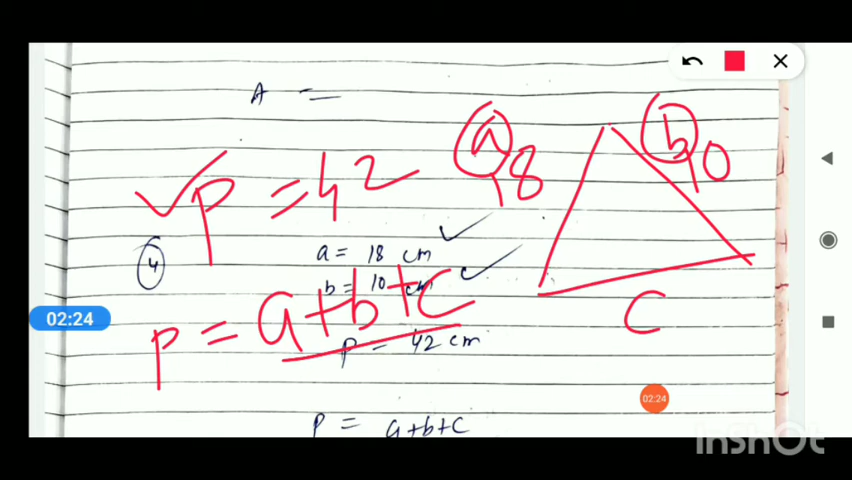 A =
p = 42
a 18
b 10
4
a = 18 cm
b = 10 cm
p = a+b+c
c
p = 42 cm
02:24
02:24
p = a+b+c
InShOt